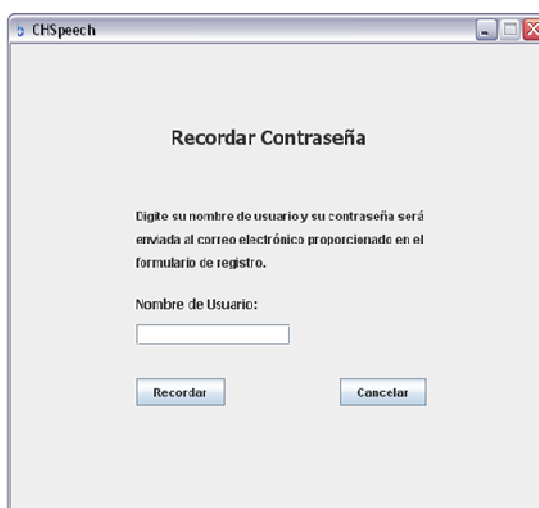 CHSpeech
Recordar Contraseña
Digite su nombre de usuario y su contraseña será
enviada al correo electrónico proporcionado en el
formulario de registro.
Nombre de Usuario:
Recordar
Cancelar